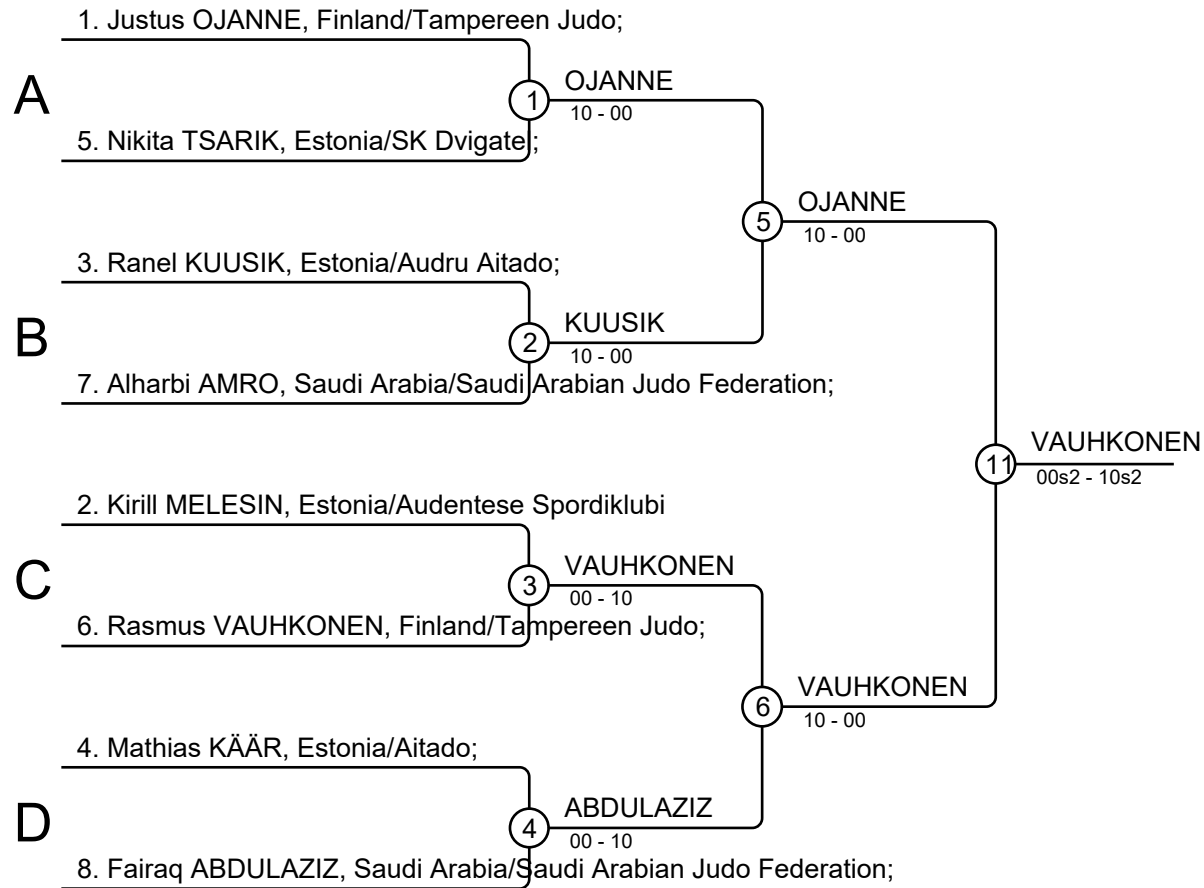 1. Justus OJANNE, Finland/Tampereen Judo;
A
1
OJANNE
10 - 00
5. Nikita TSARIK, Estonia/SK Dvigatel;
5
OJANNE
10 - 00
3. Ranel KUUSIK, Estonia/Audru Aitado;
B
2
KUUSIK
10 - 00
7. Alharbi AMRO, Saudi Arabia/Saudi Arabian Judo Federation;
11
VAUHKONEN
00s2 - 10s2
2. Kirill MELESIN, Estonia/Audentese Spordiklubi
C
3
VAUHKONEN
00 - 10
6. Rasmus VAUHKONEN, Finland/Tampereen Judo;
6
VAUHKONEN
10 - 00
4. Mathias KÄÄR, Estonia/Aitado;
D
4
ABDULAZIZ
00 - 10
8. Fairaq ABDULAZIZ, Saudi Arabia/Saudi Arabian Judo Federation;